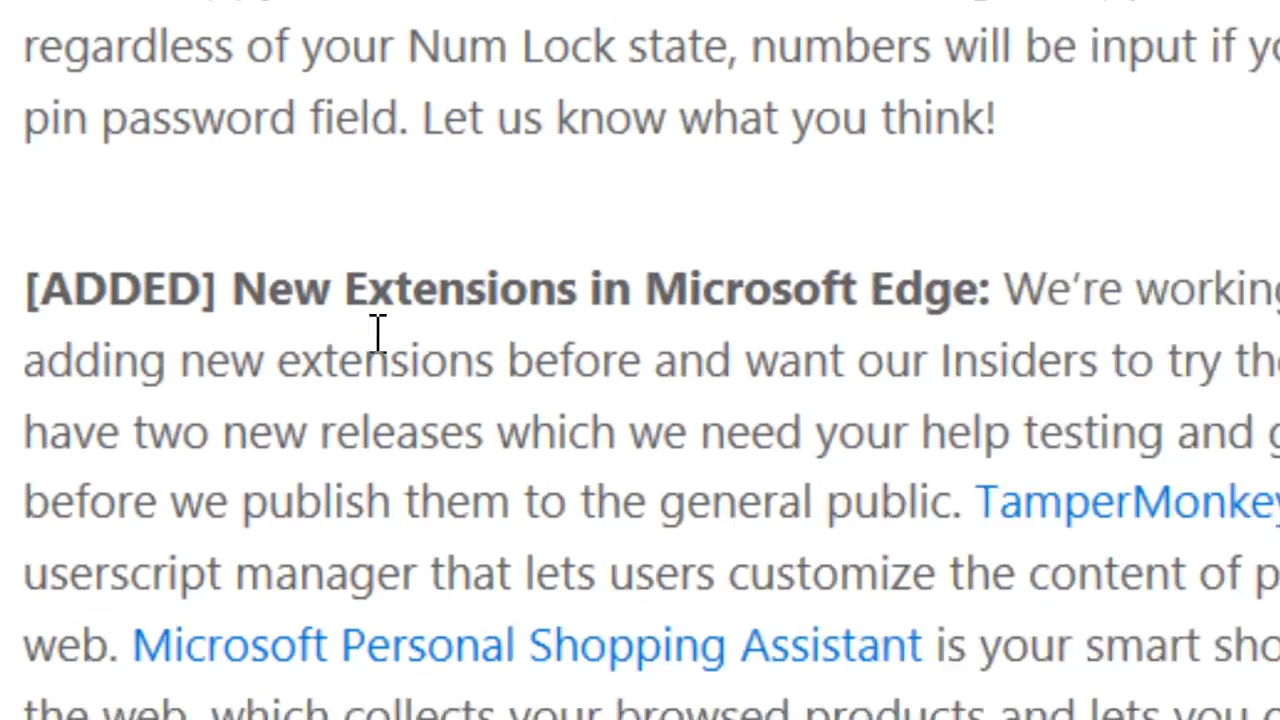 regardless of your Num Lock state, numbers will be input if
pin password field. Let us know what you think!
[ADDED] New Extensions in Microsoft Edge: We’re working
adding new extensions before and want our Insiders to try
have two new releases which we need your help testing and
before we publish them to the general public. TamperMonkey
userscript manager that lets users customize the content of
web. Microsoft Personal Shopping Assistant is your smart
the web, which collects your browsed products and lets you